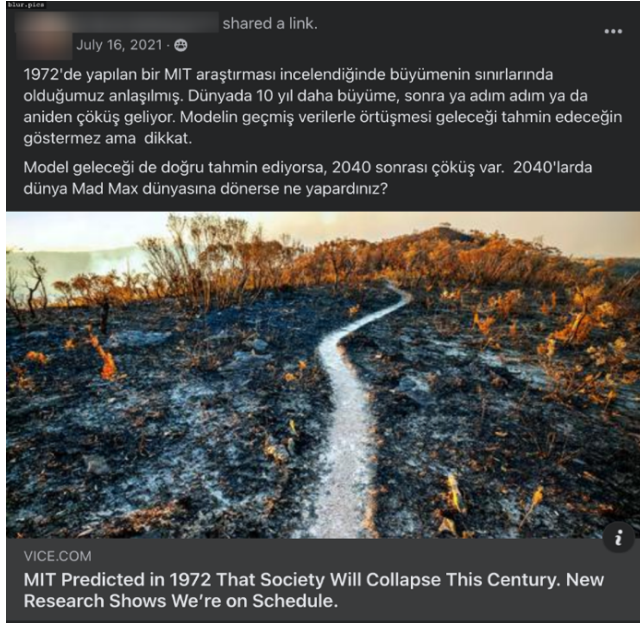 blur.pics
shared a link.
July 16, 2021 ·
1972'de yapılan bir MIT araştırması incelendiğinde büyümenin sınırlarında
olduğumuz anlaşılmış. Dünyada 10 yıl daha büyüme, sonra ya adım adım ya da
aniden çöküş geliyor. Modelin geçmiş verilerle örtüşmesi geleceği tahmin edeceğin
göstermez ama dikkat.
Model geleceği de doğru tahmin ediyorsa, 2040 sonrası çöküş var. 2040'larda
dünya Mad Max dünyasına dönerse ne yapardınız?
VICE.COM
MIT Predicted in 1972 That Society Will Collapse This Century. New
Research Shows We're on Schedule.